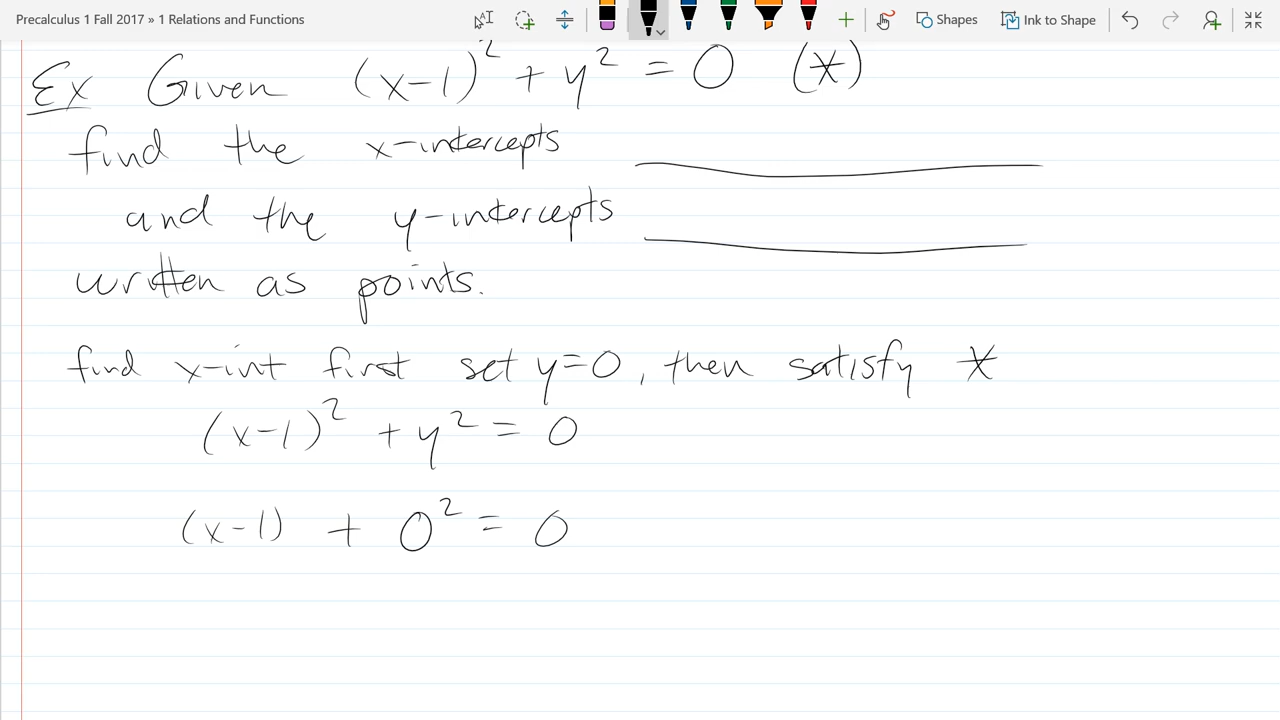 Precalculus 1 Fall 2017 » 1 Relations and Functions
Shapes
Ink to Shape
Ex Given (x-1)² + y² = 0 (*)
find the x-intercepts
and the y-intercepts
written as points.
find x-int first set y=0, then satisfy *
(x-1)² + y² = 0
(x-1) + 0² = 0